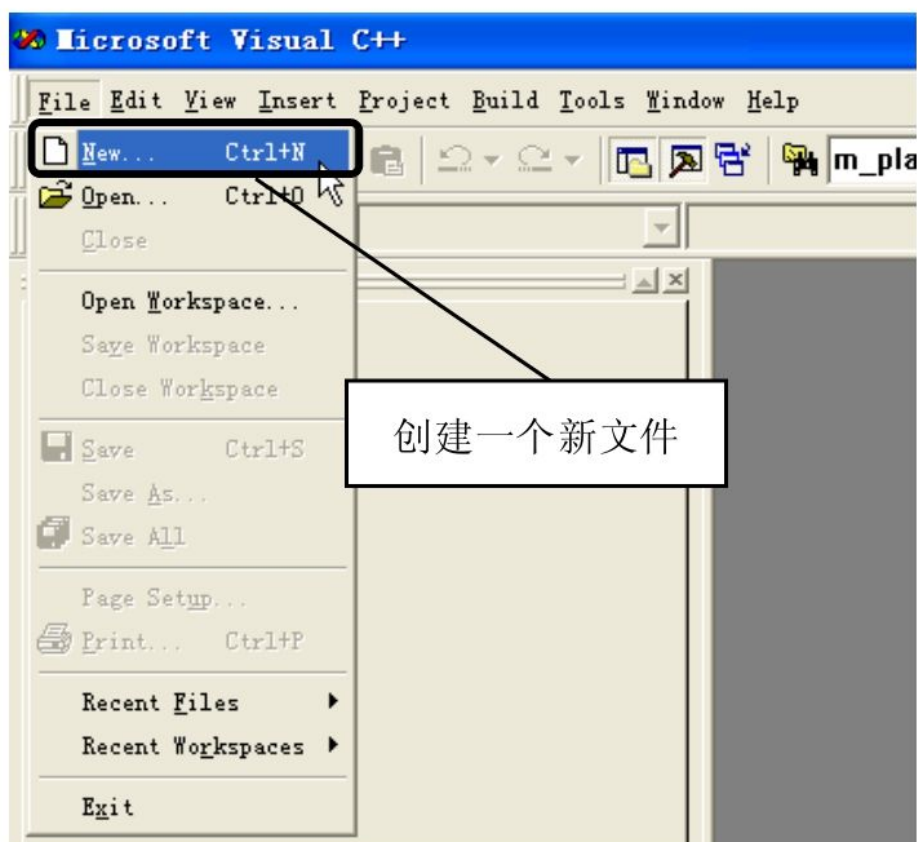 Microsoft Visual C++
File Edit View Insert Project Build Tools Window Help
New... Ctrl+N
m_pla
Open... Ctrl+O
Close
Open Workspace...
Save Workspace
Close Workspace
创建一个新文件
Save Ctrl+S
Save As...
Save All
Page Setup...
Print... Ctrl+P
Recent Files
Recent Workspaces
Exit